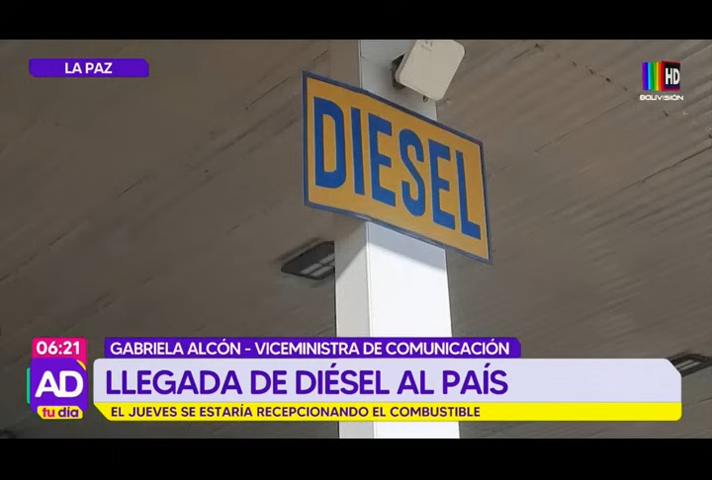 LA PAZ
HD
BOLIVISIÓN
DIESEL
06:21
GABRIELA ALCÓN - VICEMINISTRA DE COMUNICACIÓN
AD
tu día
LLEGADA DE DIÉSEL AL PAÍS
EL JUEVES SE ESTARÍA RECEPCIONANDO EL COMBUSTIBLE